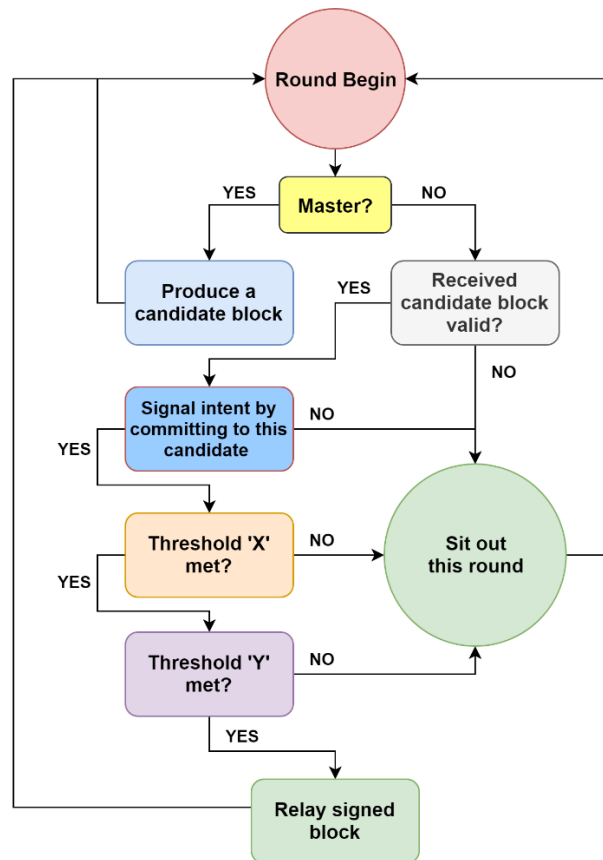 Round Begin
YES
Master?
NO
Produce a
candidate block
YES
Received
candidate block
valid?
NO
Signal intent by
committing to this
candidate
NO
YES
Threshold 'X'
met?
NO
Sit out
this round
YES
Threshold 'Y'
met?
NO
YES
Relay signed
block